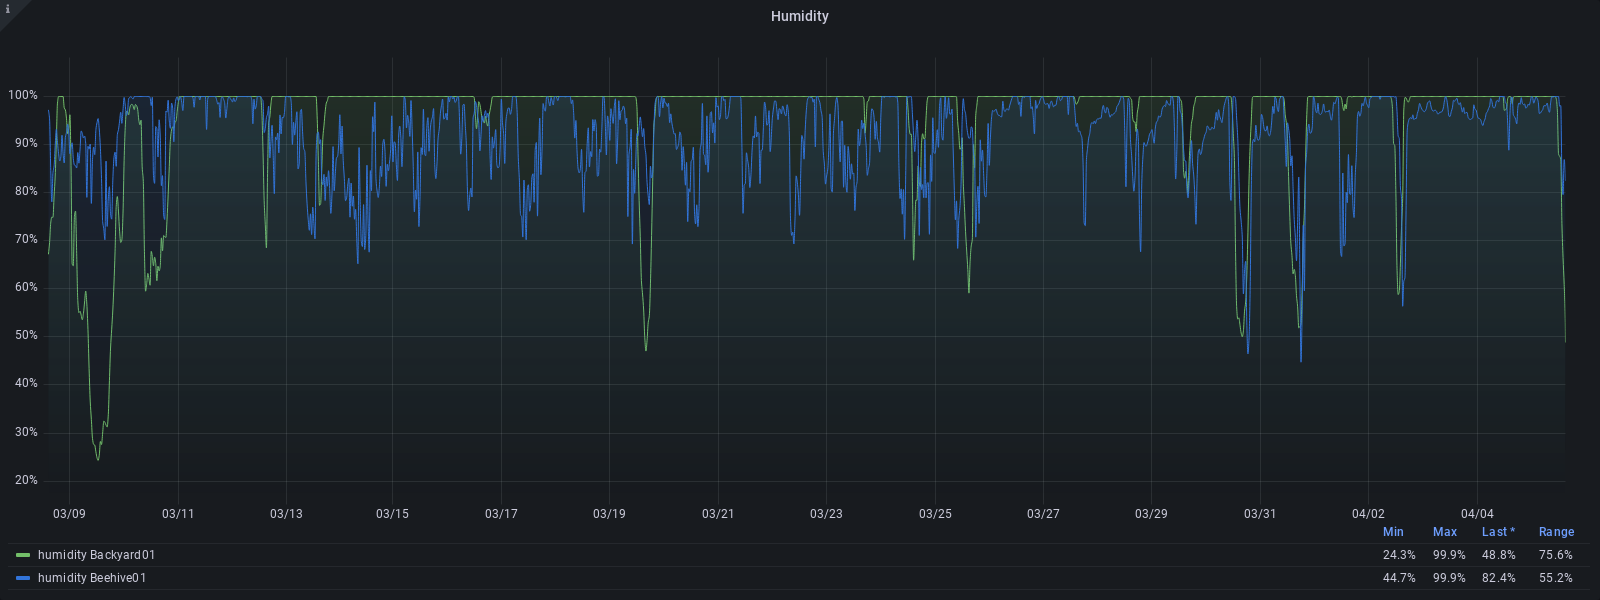 i
Humidity
100%
90%
80%
70%
60%
50%
40%
30%
20%
03/09 03/11 03/13 03/15 03/17 03/19 03/21 03/23 03/25 03/27 03/29 03/31 04/02 04/04
Min Max Last * Range
humidity Backyard01 24.3% 99.9% 48.8% 75.6%
humidity Beehive01 44.7% 99.9% 82.4% 55.2%